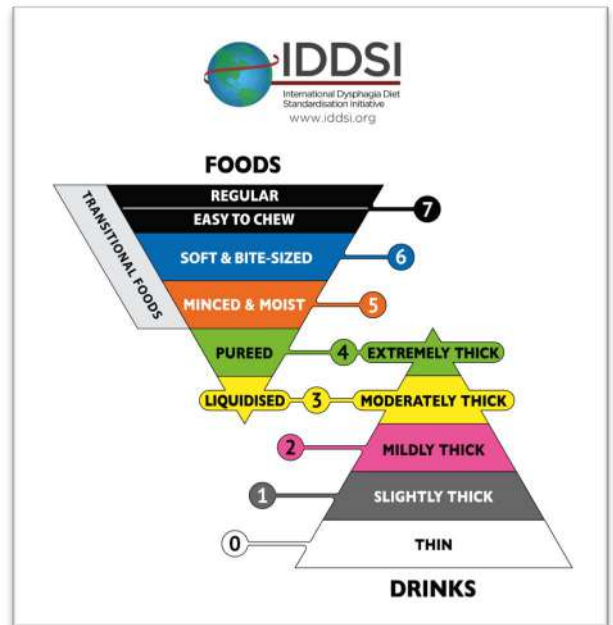 IDDSI
International Dysphagia Diet
Standardisation Initiative
www.iddsi.org
FOODS
TRANSITIONAL FOODS
REGULAR
EASY TO CHEW
7
SOFT & BITE-SIZED
6
MINCED & MOIST
5
PUREED
4
EXTREMELY THICK
LIQUIDISED
3
MODERATELY THICK
2
MILDLY THICK
1
SLIGHTLY THICK
0
THIN
DRINKS